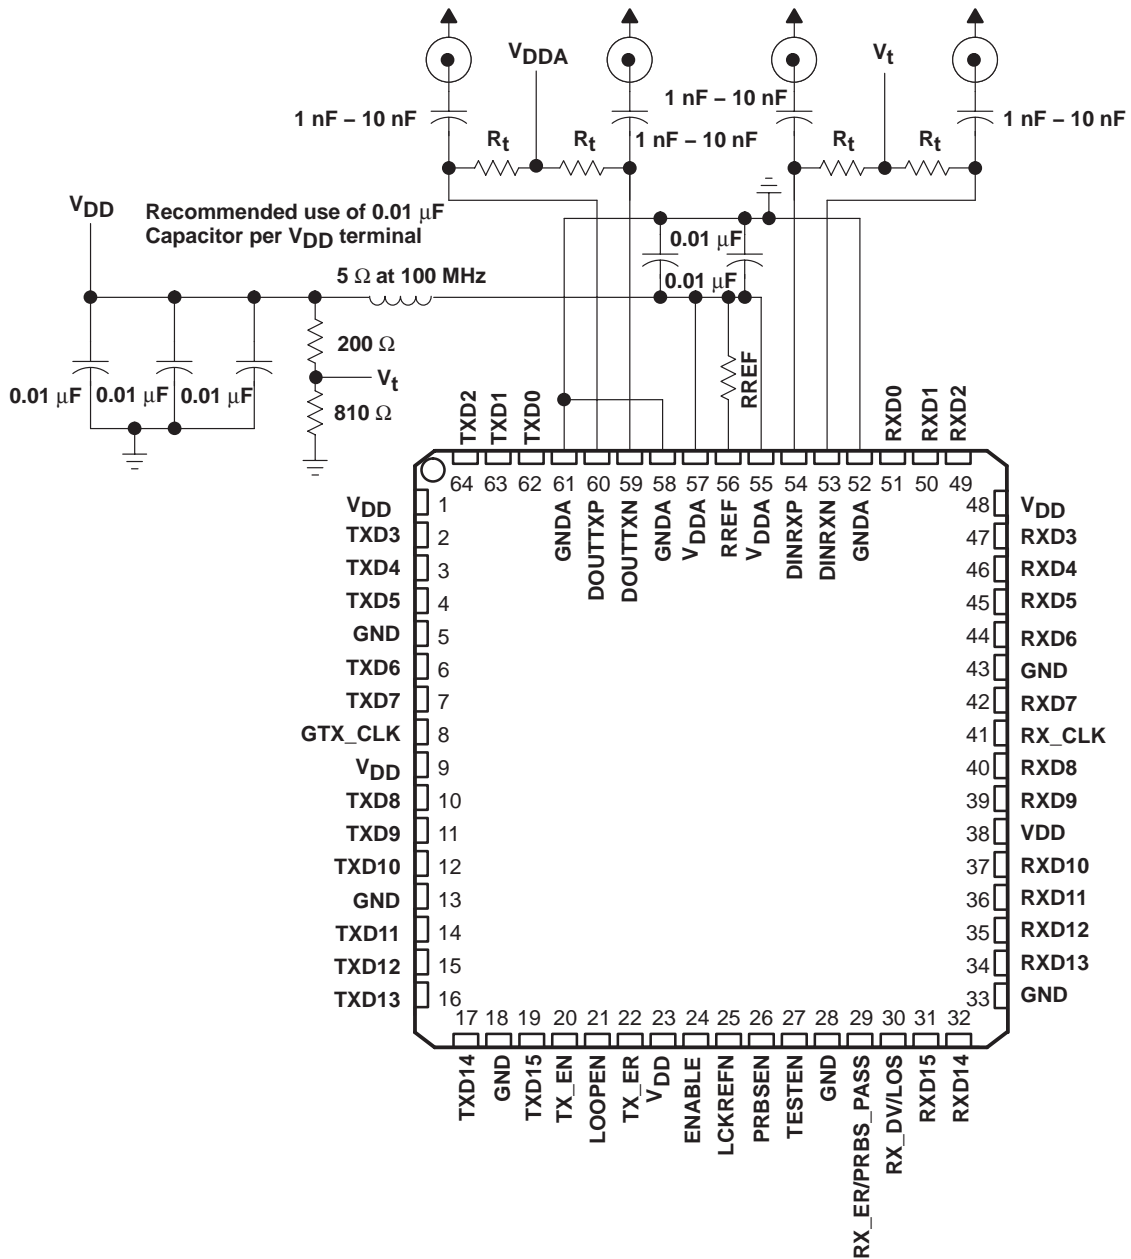 VDDA
Vt
1 nF – 10 nF
1 nF – 10 nF
1 nF – 10 nF
1 nF – 10 nF
Rt
Rt
Rt
Rt
VDD
Recommended use of 0.01 μF
Capacitor per VDD terminal
0.01 μF
0.01 μF
5 Ω at 100 MHz
200 Ω
Vt
810 Ω
0.01 μF
0.01 μF
0.01 μF
RREF
TXD2
TXD1
TXD0
RXD0
RXD1
RXD2
64
63
62
61
60
59
58
57
56
55
54
53
52
51
50
49
GNDA
DOUTTXP
DOUTTXN
GNDA
VDDA
RREF
VDDA
DINRXP
DINRXN
GNDA
VDD 1
TXD3 2
TXD4 3
TXD5 4
GND 5
TXD6 6
TXD7 7
GTX_CLK 8
VDD 9
TXD8 10
TXD9 11
TXD10 12
GND 13
TXD11 14
TXD12 15
TXD13 16
48 VDD
47 RXD3
46 RXD4
45 RXD5
44 RXD6
43 GND
42 RXD7
41 RX_CLK
40 RXD8
39 RXD9
38 VDD
37 RXD10
36 RXD11
35 RXD12
34 RXD13
33 GND
17
18
19
20
21
22
23
24
25
26
27
28
29
30
31
32
TXD14
GND
TXD15
TX_EN
LOOPEN
TX_ER
VDD
ENABLE
LCKREFN
PRBSEN
TESTEN
GND
RX_ER/PRBS_PASS
RX_DV/LOS
RXD15
RXD14